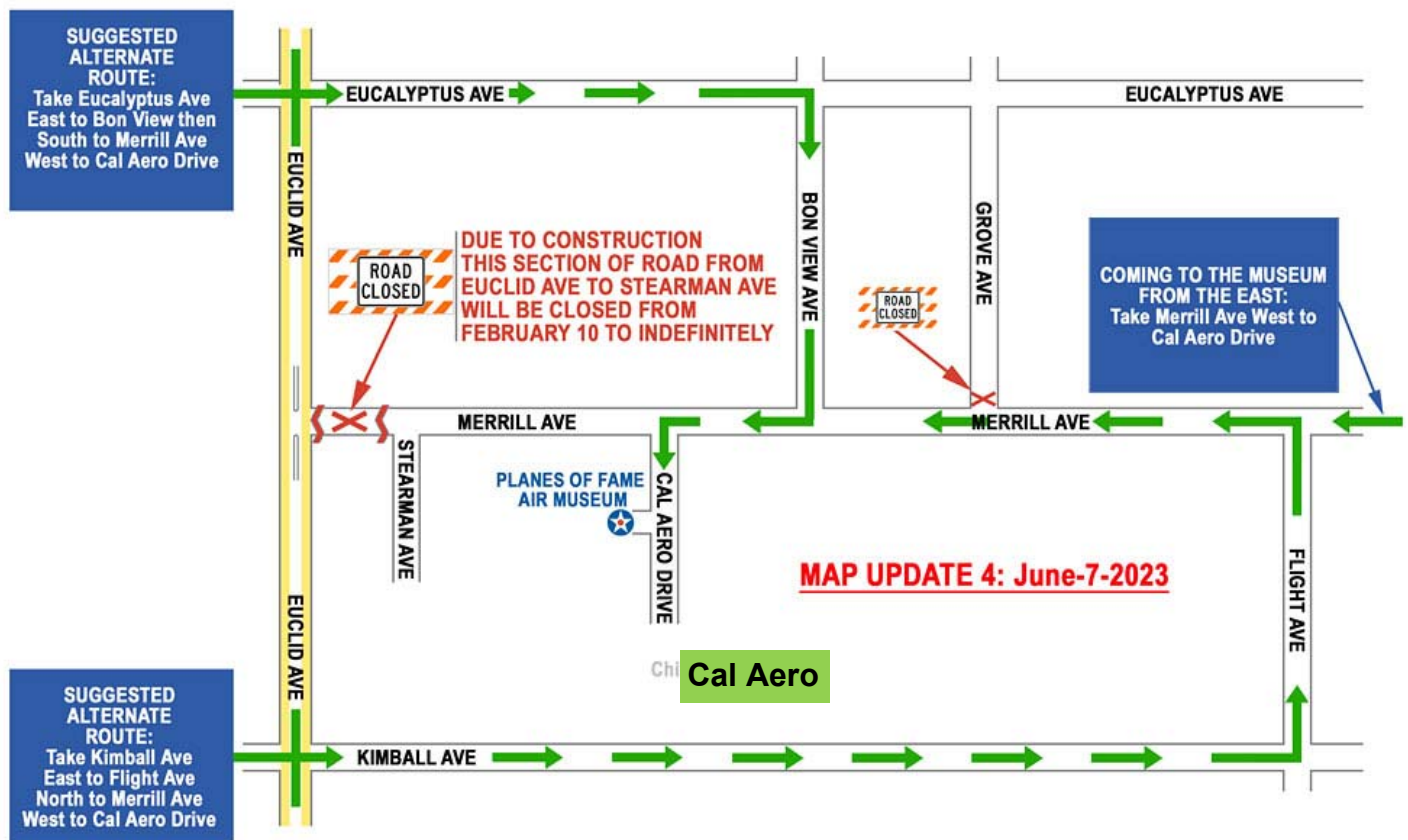 SUGGESTED
ALTERNATE
ROUTE:
Take Eucalyptus Ave
East to Bon View then
South to Merrill Ave
West to Cal Aero Drive
EUCALYPTUS AVE
EUCALYPTUS AVE
EUCLID AVE
ROAD
CLOSED
DUE TO CONSTRUCTION
THIS SECTION OF ROAD FROM
EUCLID AVE TO STEARMAN AVE
WILL BE CLOSED FROM
FEBRUARY 10 TO INDEFINITELY
BON VIEW AVE
ROAD
CLOSED
GROVE AVE
COMING TO THE MUSEUM
FROM THE EAST:
Take Merrill Ave West to
Cal Aero Drive
MERRILL AVE
MERRILL AVE
STEARMAN AVE
PLANES OF FAME
AIR MUSEUM
CAL AERO DRIVE
MAP UPDATE 4: June-7-2023
FLIGHT AVE
EUCLID AVE
Chi
Cal Aero
SUGGESTED
ALTERNATE
ROUTE:
Take Kimball Ave
East to Flight Ave
North to Merrill Ave
West to Cal Aero Drive
KIMBALL AVE